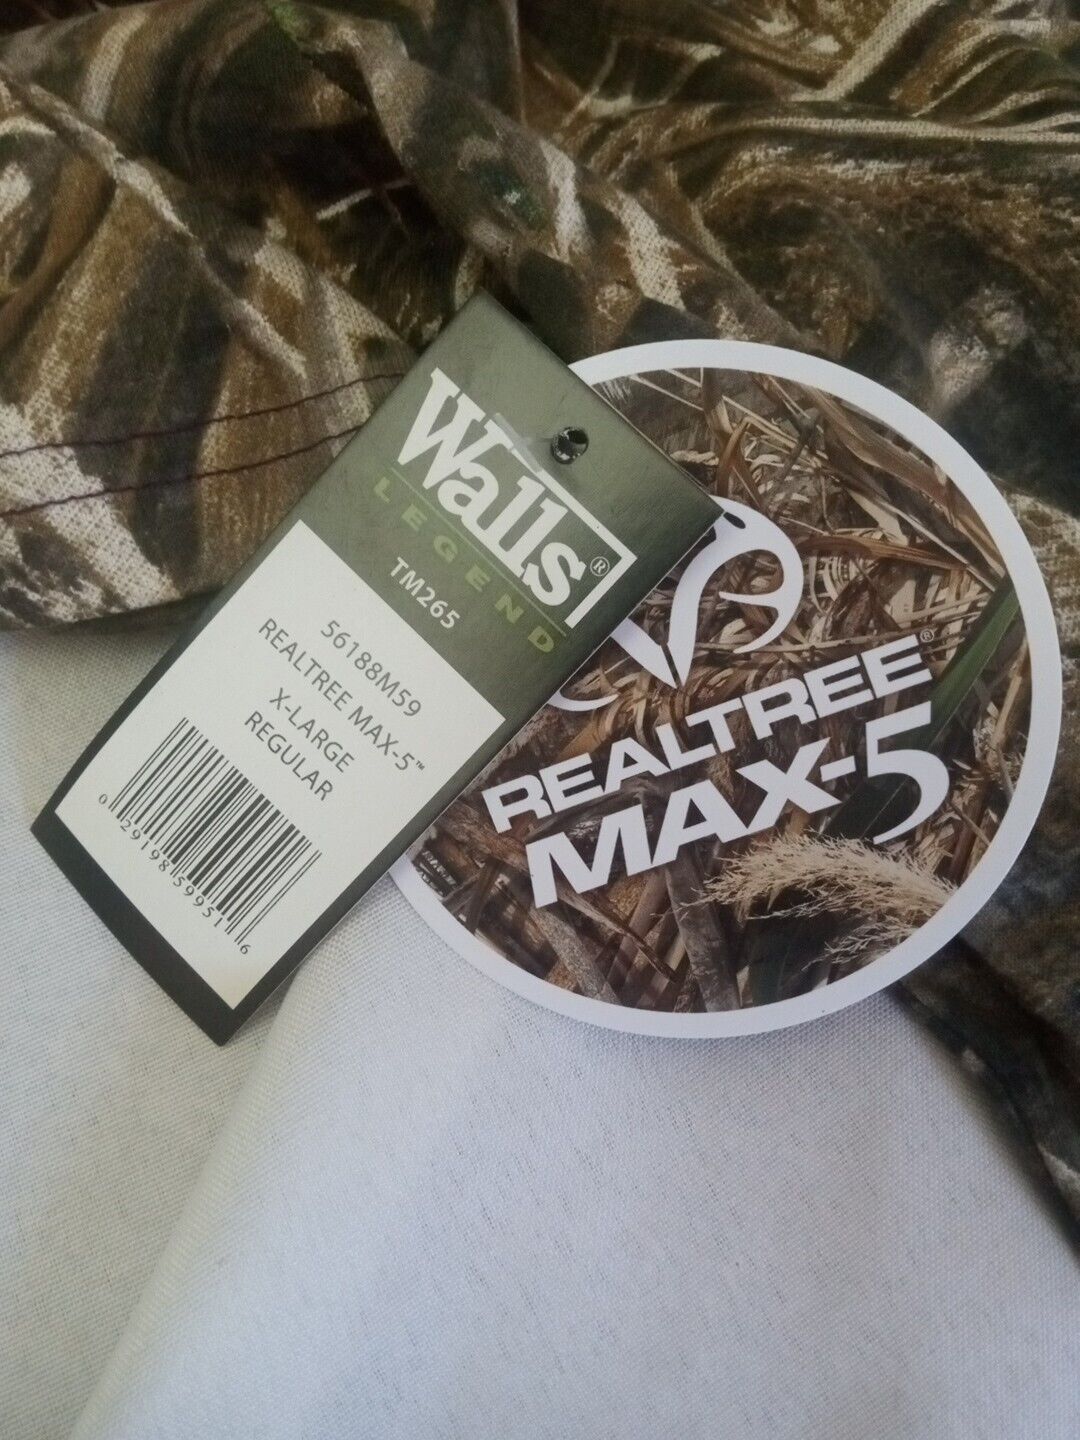 Walls®
LEGEND
TM265
56188M59
REALTREE MAX-5™
X-LARGE
REGULAR
0 29198 59951 6
REALTREE®
MAX-5